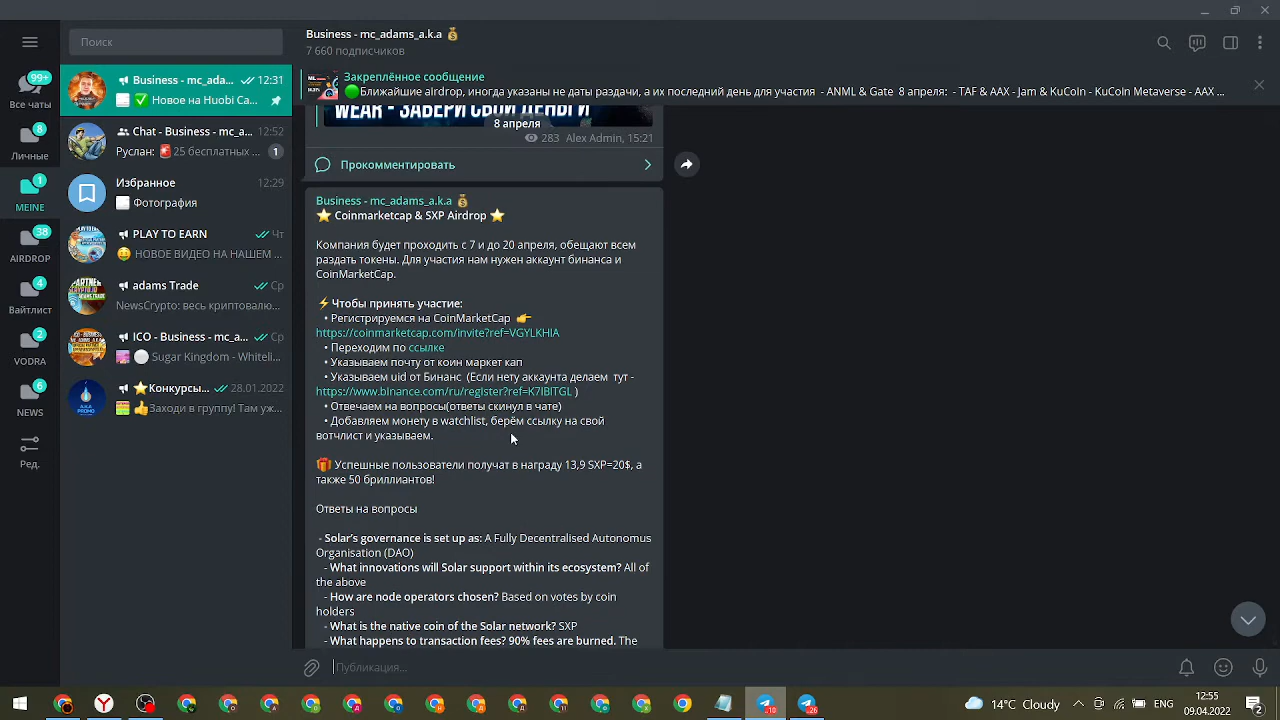 Поиск
99+
Все чаты
8
Личные
1
MEINE
38
AIRDROP
4
Вайтлист
2
VODRA
6
NEWS
Ред.
Business - mc_ada... 12:31
Новое на Huobi Ca...
Chat - Business - mc_a... 12:52
Руслан: 🚨 25 бесплатных ... 1
Избранное 12:29
Фотография
PLAY TO EARN Чт
НОВОЕ ВИДЕО НА НАШЕМ ...
adams Trade Ср
NewsCrypto: весь криптовалю...
ICO - Business - mc_a... Ср
Sugar Kingdom - Whiteli...
⭐Конкурсы... 28.01.2022
👍Заходи в группу! Там уж...
Business - mc_adams_a.k.a 💰
7 660 подписчиков
Закреплённое сообщение
🟢Ближайшие airdrop, иногда указаны не даты раздачи, а их последний день для участия - ANML & Gate 8 апреля; - TAF & AAX - Jam & KuCoin - KuCoin Metaverse - AAX ...
WEAR - ЗАБЕРИ СВОИ ДЕНЬГИ
8 апреля
283 Alex Admin, 15:21
Прокомментировать
Business - mc_adams_a.k.a 💰
⭐ Coinmarketcap & SXP Airdrop ⭐
Компания будет проходить с 7 и до 20 апреля, обещают всем
раздать токены. Для участия нам нужен аккаунт бинанса и
CoinMarketCap.
⚡Чтобы принять участие:
• Регистрируемся на CoinMarketCap 👉
https://coinmarketcap.com/invite?ref=VGYLKHIA
• Переходим по ссылке
• Указываем почту от коин маркет кап
• Указываем uid от Бинанс (Если нету аккаунта делаем тут -
https://www.binance.com/ru/register?ref=K7IBITGL )
• Отвечаем на вопросы(ответы скинул в чате)
• Добавляем монету в watchlist, берём ссылку на свой
вотчлист и указываем.
🎁 Успешные пользователи получат в награду 13,9 SXP=20$, а
также 50 бриллиантов!
Ответы на вопросы
- Solar's governance is set up as: A Fully Decentralised Autonomus
Organisation (DAO)
- What innovations will Solar support within its ecosystem? All of
the above
- How are node operators chosen? Based on votes by coin
holders
- What is the native coin of the Solar network? SXP
- What happens to transaction fees? 90% fees are burned. The
Публикация...
14°C Cloudy
ENG
12:55
09.04.2022
2